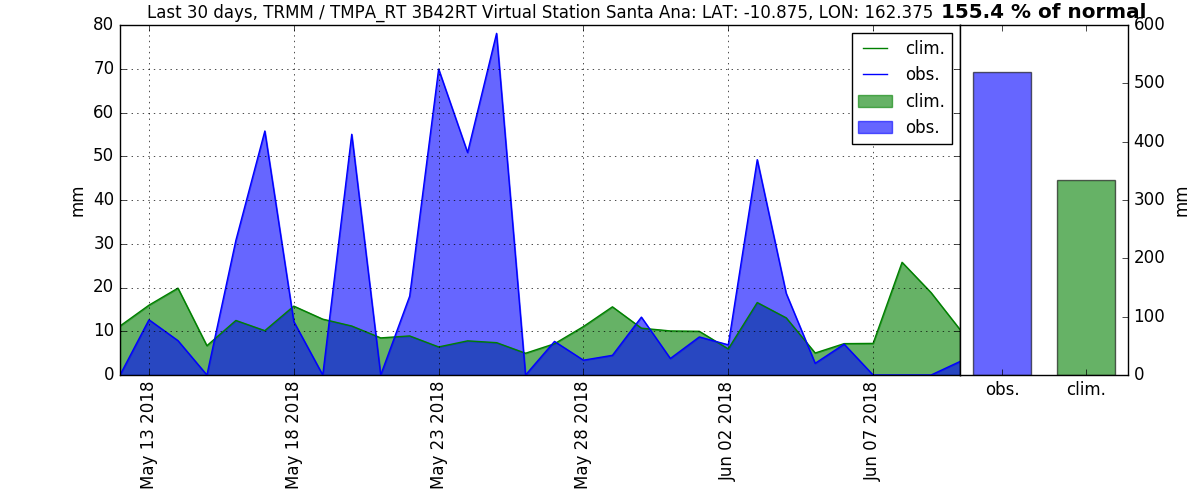 Last 30 days, TRMM / TMPA_RT 3B42RT Virtual Station Santa Ana: LAT: -10.875, LON: 162.375 155.4 % of normal
80
70
60
50
40
30
20
10
0
mm
clim.
obs.
clim.
obs.
May 13 2018
May 18 2018
May 23 2018
May 28 2018
Jun 02 2018
Jun 07 2018
600
500
400
300
200
100
0
mm
obs.
clim.